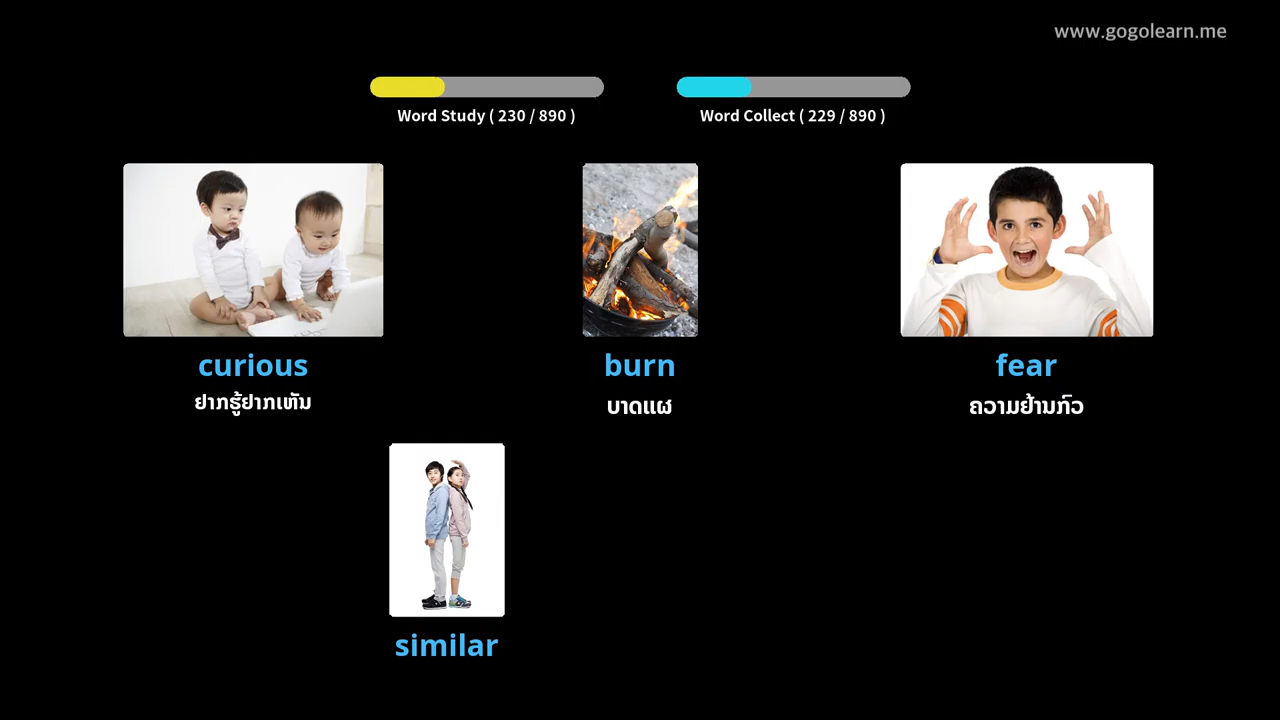 www.gogolearn.me
Word Study ( 230 / 890 )
Word Collect ( 229 / 890 )
curious
burn
fear
ຢາກຮູ້ຢາກເຫັນ
ບາດແຜ
ຄວາມຢ້ານກົວ
similar